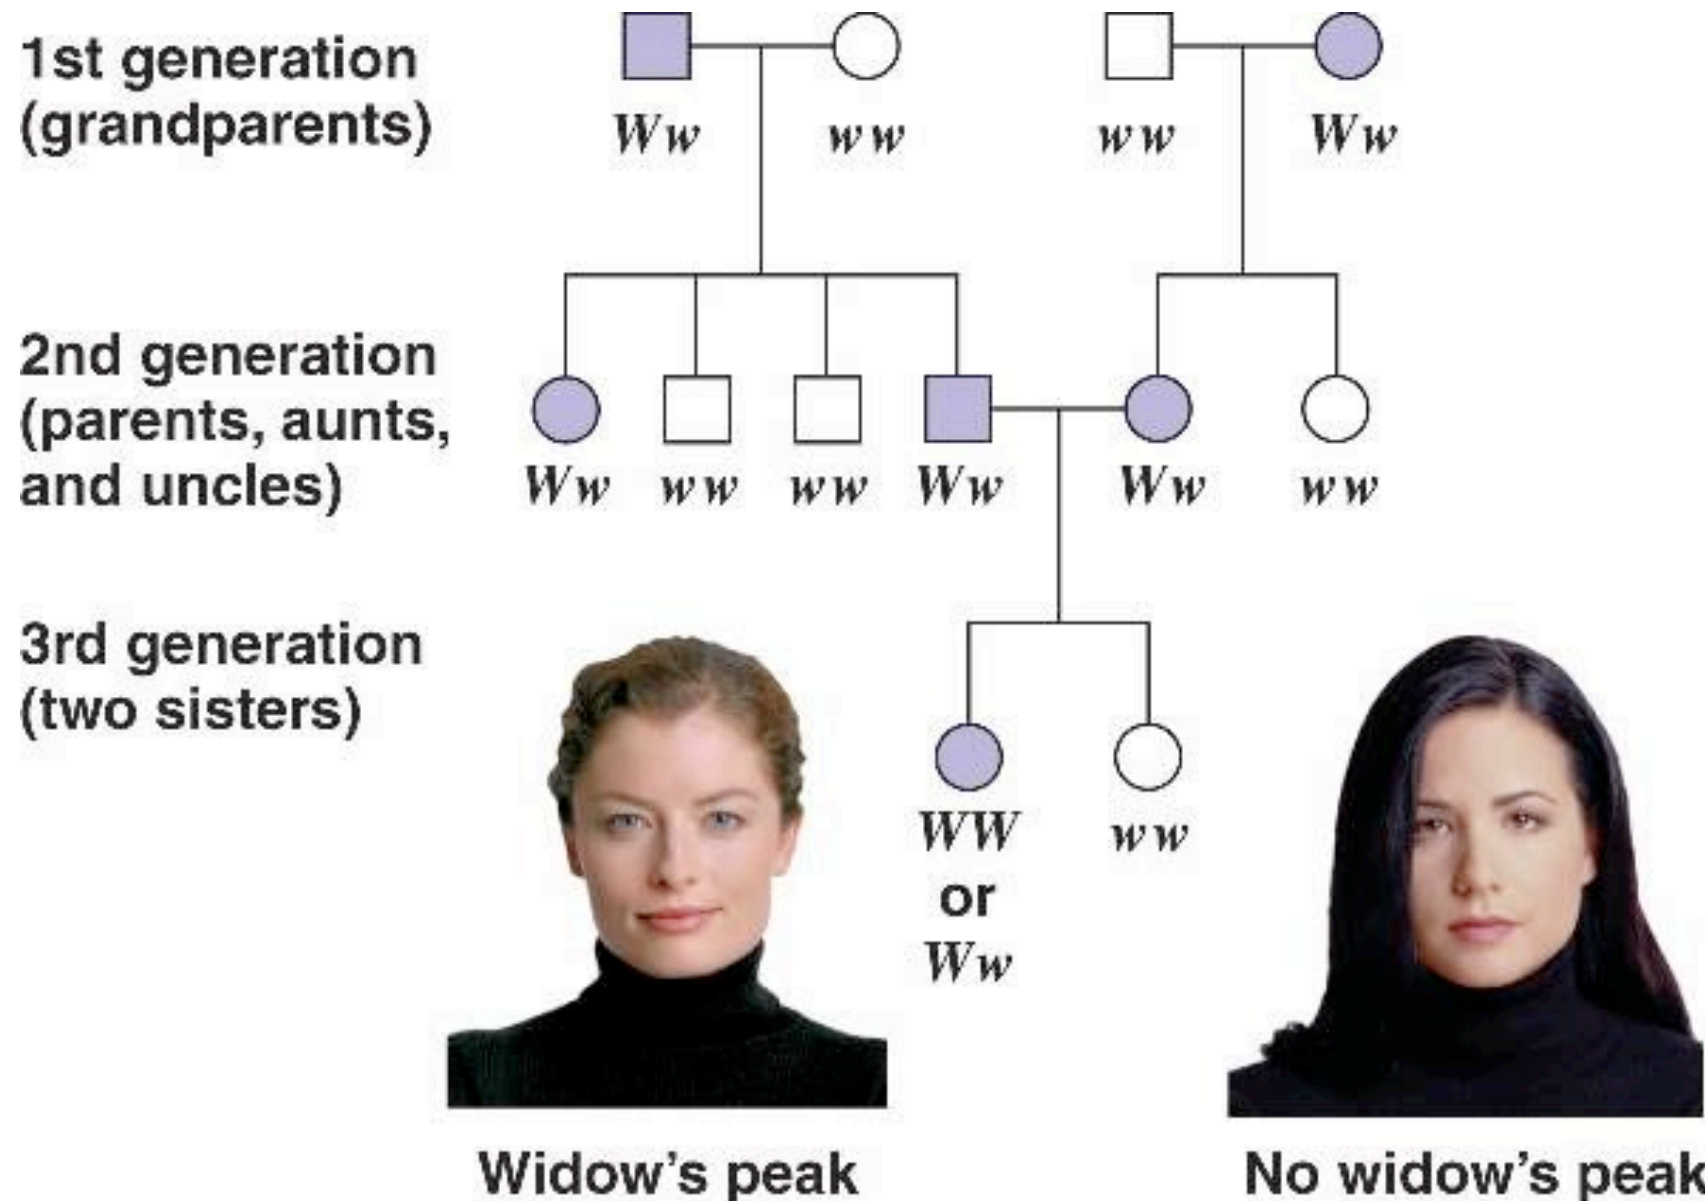 1st generation
(grandparents)
Ww ww ww Ww
2nd generation
(parents, aunts,
and uncles)
Ww ww ww Ww Ww ww
3rd generation
(two sisters)
WW
or
Ww
ww
Widow’s peak
No widow’s peak